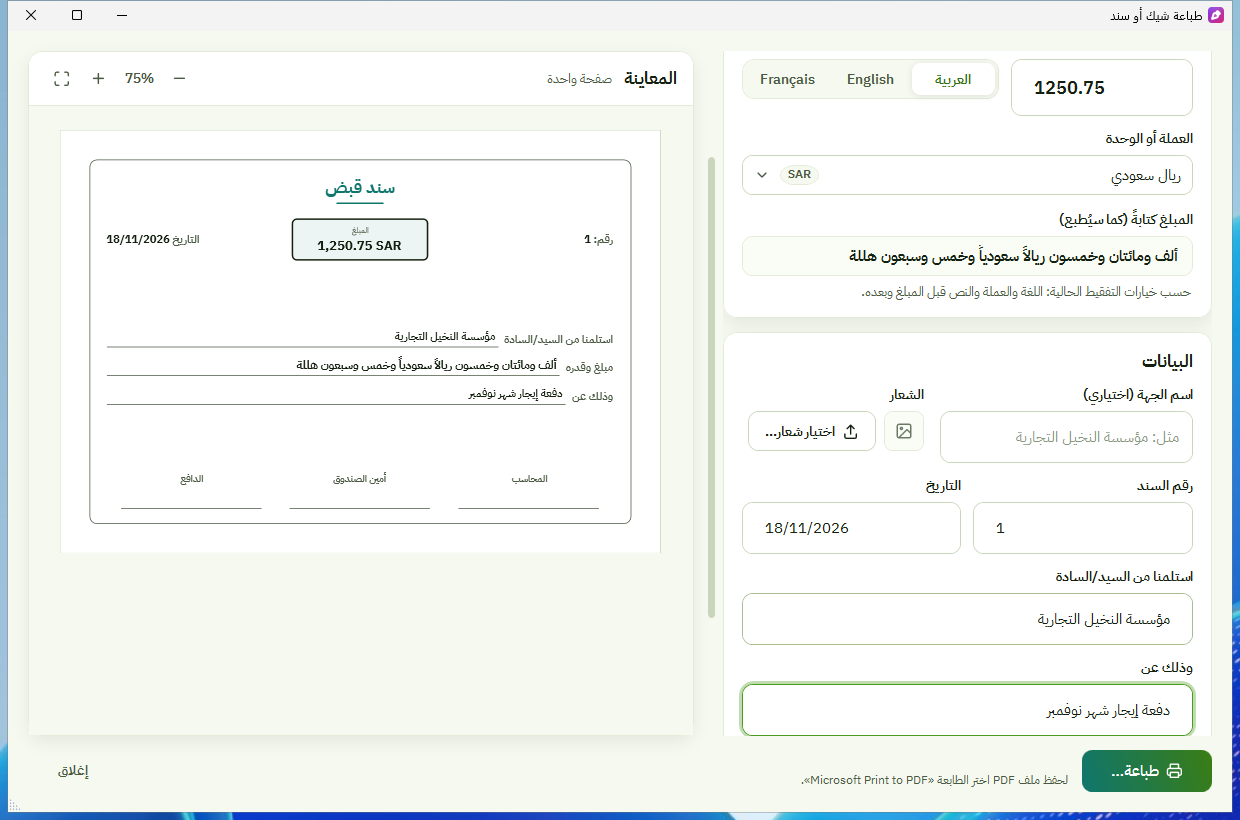 طباعة شيك أو سند
1250.75
العربية
English
Français
العملة أو الوحدة
ريال سعودي
SAR
المبلغ كتابةً (كما سيُطبع)
ألف ومائتان وخمسون ريالاً سعودياً وخمس وسبعون هللة
حسب خيارات التفقيط الحالية: اللغة والعملة والنص قبل المبلغ وبعده.
البيانات
اسم الجهة (اختياري)
الشعار
مثل: مؤسسة النخيل التجارية
اختيار شعار...
رقم السند
التاريخ
1
18/11/2026
استلمنا من السيد/السادة
مؤسسة النخيل التجارية
وذلك عن
دفعة إيجار شهر نوفمبر
طباعة...
لحفظ ملف PDF اختر الطابعة «Microsoft Print to PDF».
إغلاق
المعاينة
صفحة واحدة
75%
سند قبض
رقم: 1
المبلغ
1,250.75 SAR
التاريخ 18/11/2026
استلمنا من السيد/السادة مؤسسة النخيل التجارية
مبلغ وقدره ألف ومائتان وخمسون ريالاً سعودياً وخمس وسبعون هللة
وذلك عن دفعة إيجار شهر نوفمبر
المحاسب
أمين الصندوق
الدافع